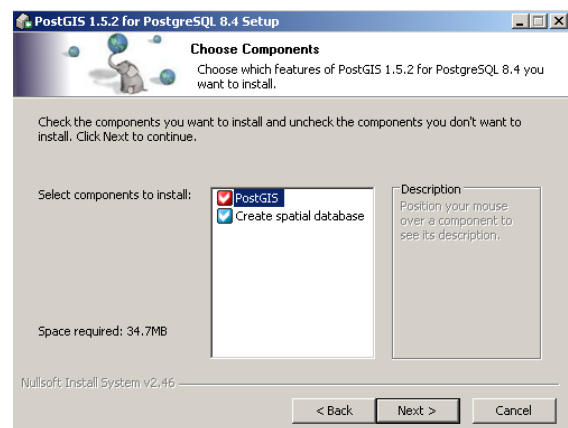 PostGIS 1.5.2 for PostgreSQL 8.4 Setup
Choose Components
Choose which features of PostGIS 1.5.2 for PostgreSQL 8.4 you
want to install.
Check the components you want to install and uncheck the components you don't want to
install. Click Next to continue.
Select components to install:
PostGIS
Create spatial database
Description
Position your mouse
over a component to
see its description.
Space required: 34.7MB
Nullsoft Install System v2.46
< Back
Next >
Cancel